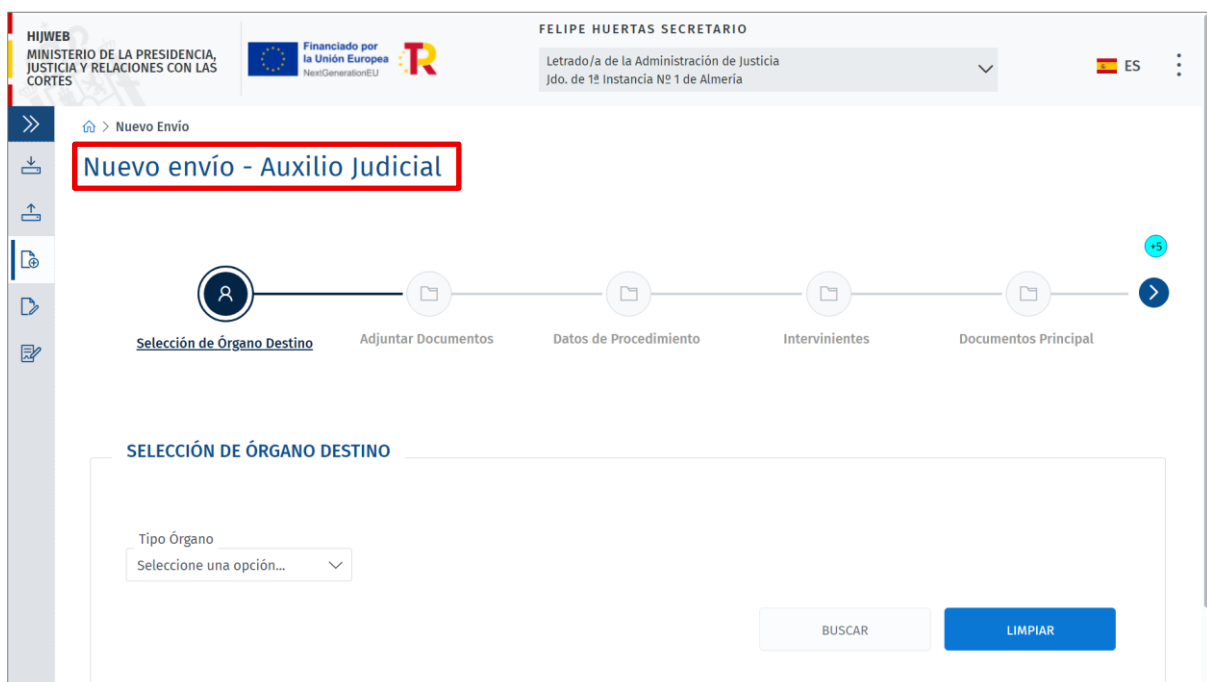 HIJWEB
MINISTERIO DE LA PRESIDENCIA,
JUSTICIA Y RELACIONES CON LAS
CORTES
Financiado por
la Unión Europea
NextGenerationEU
FELIPE HUERTAS SECRETARIO
Letrado/a de la Administración de Justicia
Jdo. de 1ª Instancia Nº 1 de Almería
ES
Nuevo Envío
Nuevo envío - Auxilio Judicial
+5
Selección de Órgano Destino
Adjuntar Documentos
Datos de Procedimiento
Intervinientes
Documentos Principal
SELECCIÓN DE ÓRGANO DESTINO
Tipo Órgano
Seleccione una opción...
BUSCAR
LIMPIAR